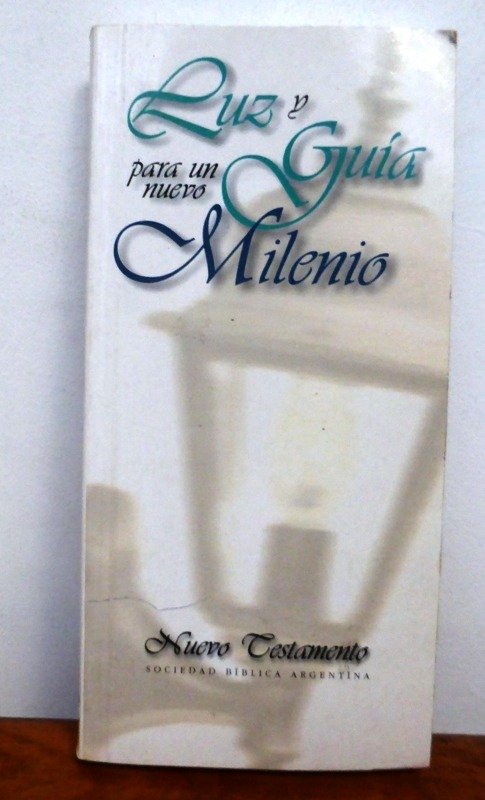 Luz y
Guía
para un
nuevo
Milenio
Nuevo Testamento
SOCIEDAD BÍBLICA ARGENTINA